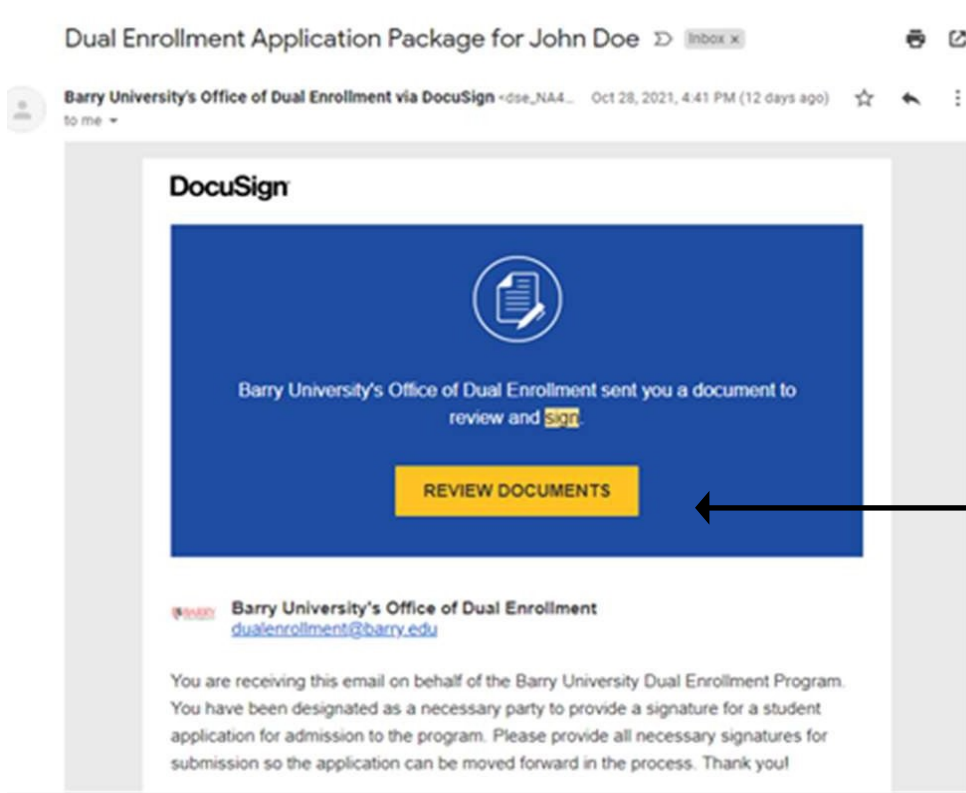 Dual Enrollment Application Package for John Doe Inbox x
Barry University's Office of Dual Enrollment via DocuSign <dse_NA4... Oct 28, 2021, 4:41 PM (12 days ago)
to me
DocuSign
Barry University's Office of Dual Enrollment sent you a document to
review and sign.
REVIEW DOCUMENTS
BARRY
Barry University's Office of Dual Enrollment
dualenrollment@barry.edu
You are receiving this email on behalf of the Barry University Dual Enrollment Program.
You have been designated as a necessary party to provide a signature for a student
application for admission to the program. Please provide all necessary signatures for
submission so the application can be moved forward in the process. Thank you!